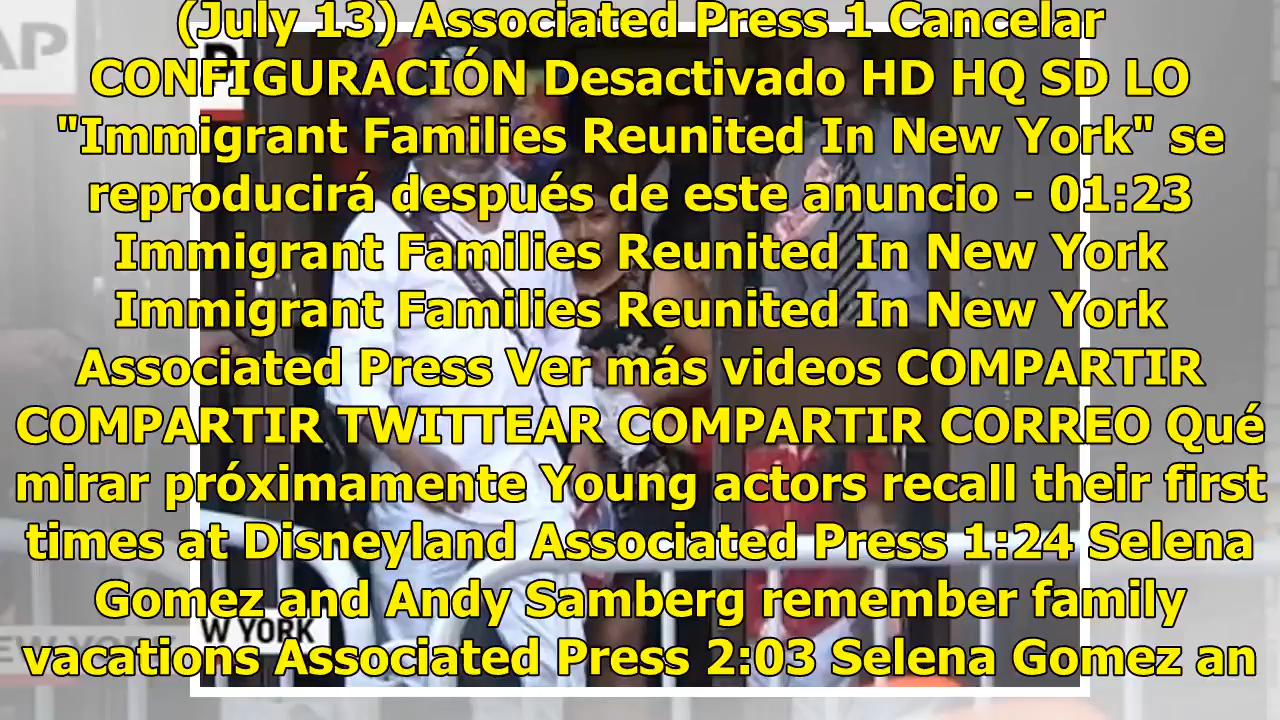 (July 13) Associated Press 1 Cancelar
CONFIGURACIÓN Desactivado HD HQ SD LO
"Immigrant Families Reunited In New York" se
reproducirá después de este anuncio - 01:23
Immigrant Families Reunited In New York
Immigrant Families Reunited In New York
Associated Press Ver más videos COMPARTIR
COMPARTIR TWITTEAR COMPARTIR CORREO Qué
mirar próximamente Young actors recall their first
times at Disneyland Associated Press 1:24 Selena
Gomez and Andy Samberg remember family
vacations Associated Press 2:03 Selena Gomez an
AP
W YORK
EW YORK